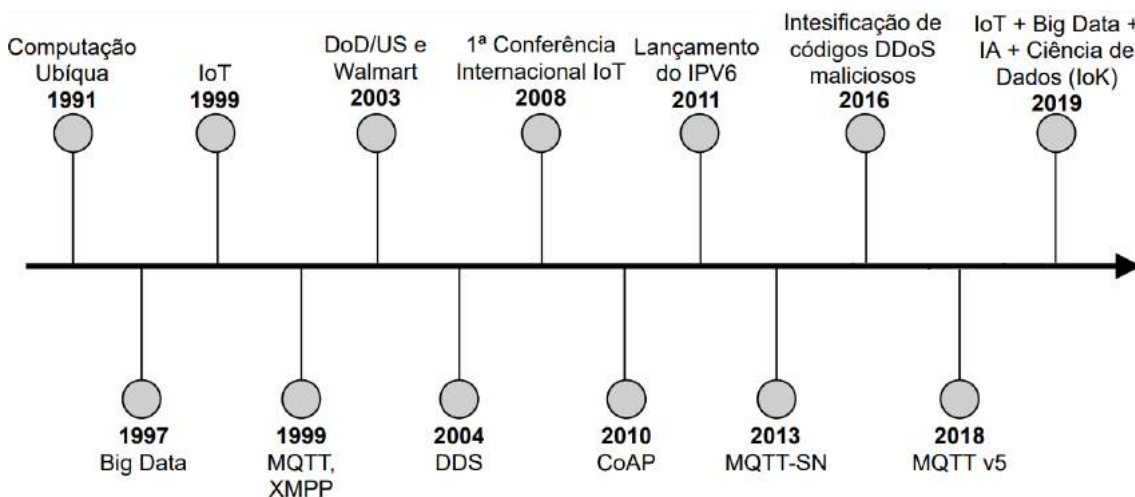 Computação
Ubíqua
1991
IoT
1999
DoD/US e
Walmart
2003
1ª Conferência
Internacional IoT
2008
Lançamento
do IPV6
2011
Intesificação de
códigos DDoS
maliciosos
2016
IoT + Big Data +
IA + Ciência de
Dados (IoK)
2019
1997
Big Data
1999
MQTT,
XMPP
2004
DDS
2010
CoAP
2013
MQTT-SN
2018
MQTT v5